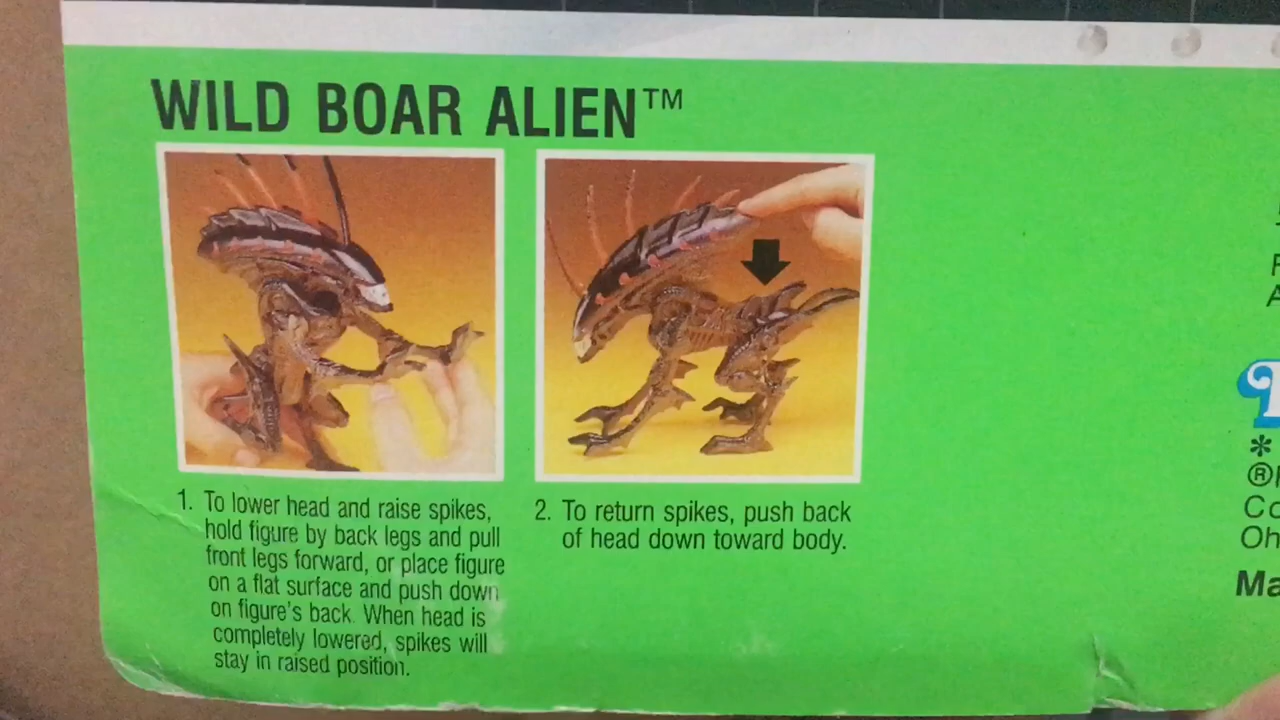 WILD BOAR ALIEN™
1. To lower head and raise spikes,
hold figure by back legs and pull
front legs forward, or place figure
on a flat surface and push down
on figure's back. When head is
completely lowered, spikes will
stay in raised position.
2. To return spikes, push back
of head down toward body.
*
®